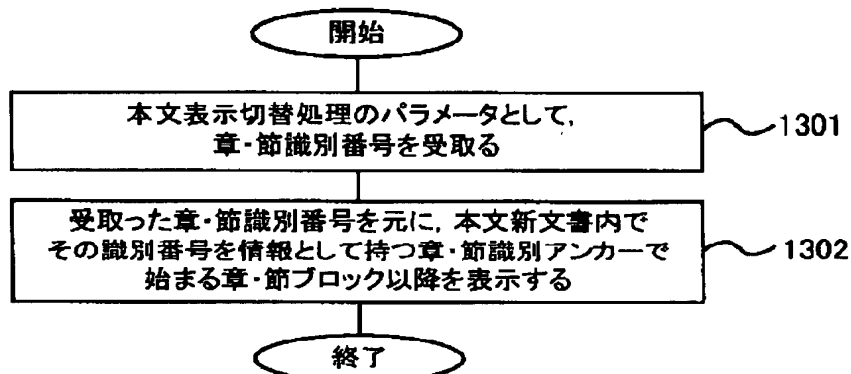 開始
本文表示切替処理のパラメータとして,
章・節識別番号を受取る
1301
受取った章・節識別番号を元に, 本文新文書内で
その識別番号を情報として持つ章・節識別アンカーで
始まる章・節ブロック以降を表示する
1302
終了